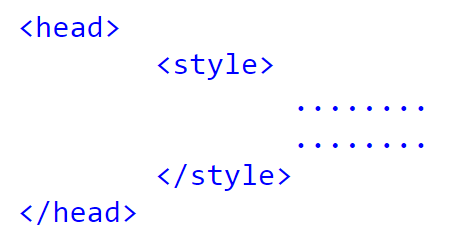 <head>
<style>
........
........
</style>
</head>